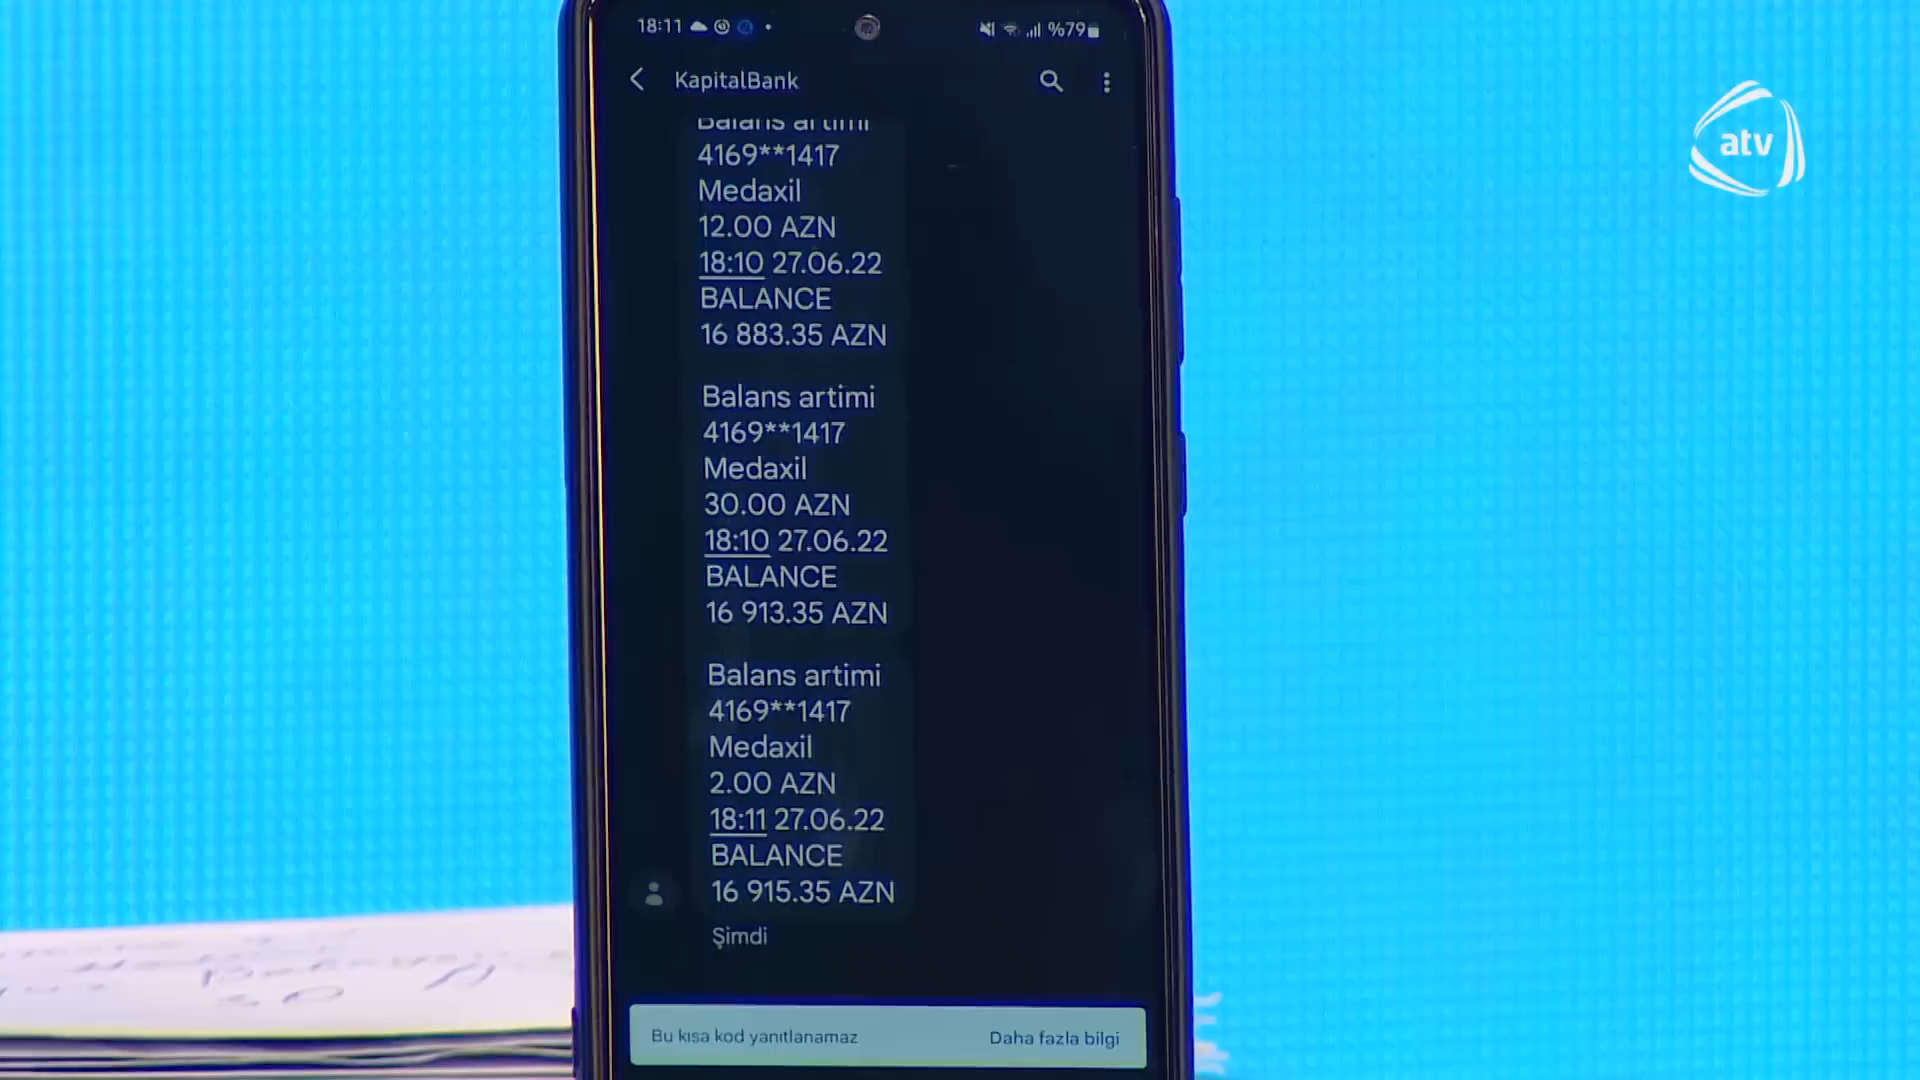 18:11
%79
KapitalBank
atv
Balans artimi
4169**1417
Medaxil
12.00 AZN
18:10 27.06.22
BALANCE
16 883.35 AZN
Balans artimi
4169**1417
Medaxil
30.00 AZN
18:10 27.06.22
BALANCE
16 913.35 AZN
Balans artimi
4169**1417
Medaxil
2.00 AZN
18:11 27.06.22
BALANCE
16 915.35 AZN
Şimdi
Bu kısa kod yanıtlanamaz
Daha fazla bilgi